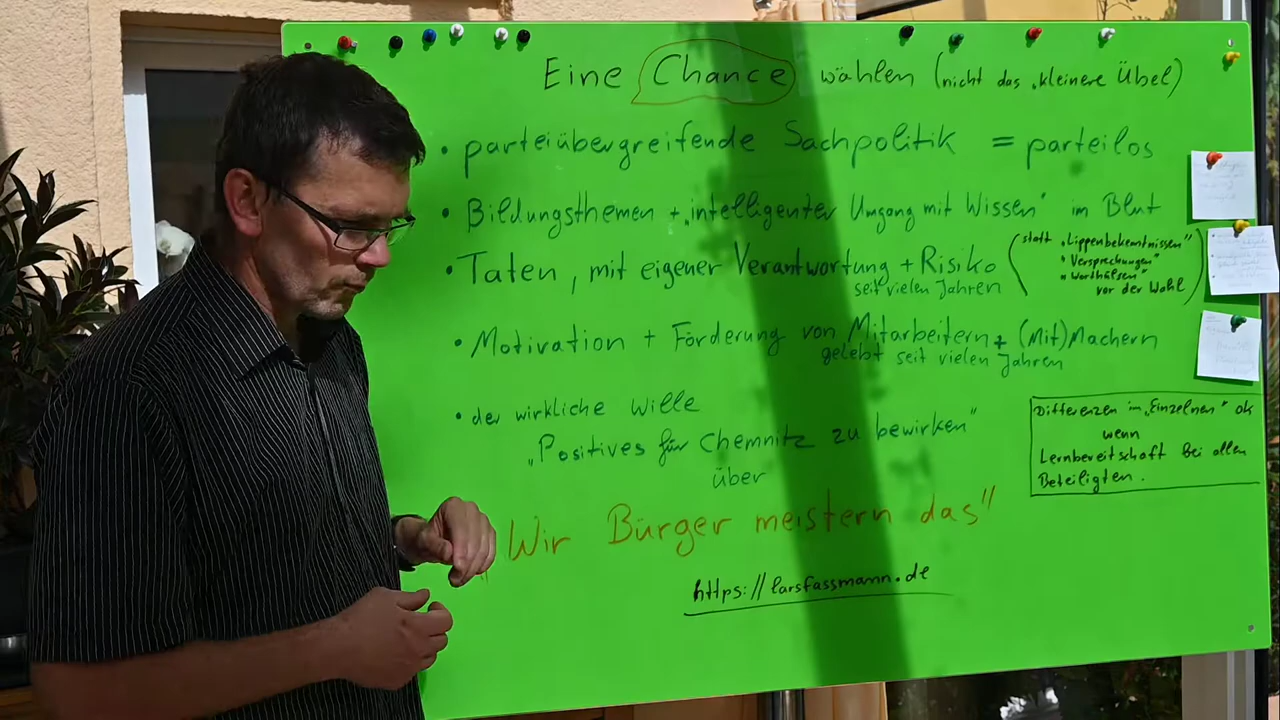 Eine Chance wählen (nicht das „kleinere Übel)
• parteiübergreifende Sachpolitik = parteilos
• Bildungsthemen + „intelligenter Umgang mit Wissen" im Blut
• Taten, mit eigener Verantwortung + Risiko
seit vielen Jahren
(statt „Lippenbekenntnissen"
"Versprechungen"
"Worthülsen"
vor der Wahl)
• Motivation + Förderung von Mitarbeitern + (Mit)Machern
gelebt seit vielen Jahren
• der wirkliche Wille
„Positives für Chemnitz zu bewirken"
über
„Wir Bürger meistern das"
https://larsfassmann.de
Differenzen im „Einzelnen" ok
wenn
Lernbereitschaft bei allen
Beteiligten.